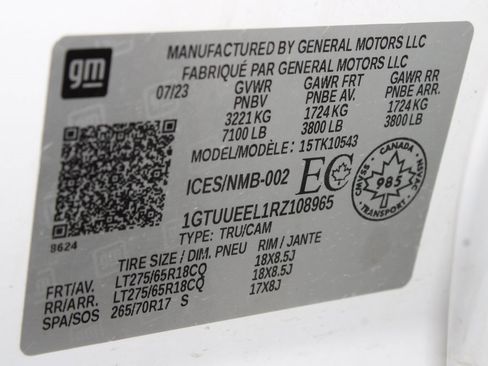 gm
MANUFACTURED BY GENERAL MOTORS LLC
FABRIQUÉ PAR GENERAL MOTORS LLC
07/23 GVWR GAWR FRT GAWR RR
PNBV PNBE AV. PNBE ARR.
3221 KG 1724 KG 1724 KG
7100 LB 3800 LB 3800 LB
MODEL/MODÈLE: 15TK10543
ICES/NMB-002 EC
CANADA
CMVSS NSVAC
985
TRANSPORT
1GTUUEEL1RZ108965
8624
TYPE: TRU/CAM
TIRE SIZE / DIM. PNEU RIM / JANTE
FRT/AV. LT275/65R18CQ 18X8.5J
RR/ARR. LT275/65R18CQ 18X8.5J
SPA/SOS 265/70R17 S 17X8J